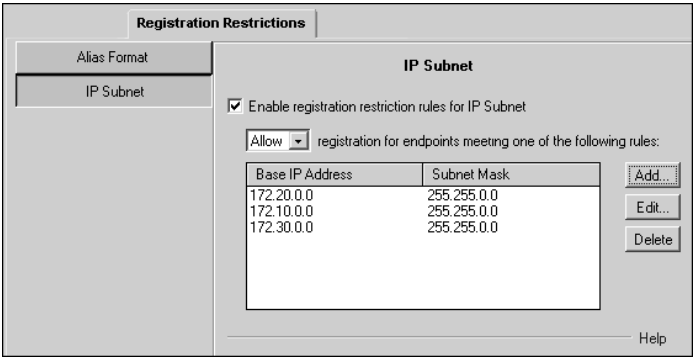 Registration Restrictions
Alias Format
IP Subnet
IP Subnet
Enable registration restriction rules for IP Subnet
Allow registration for endpoints meeting one of the following rules:
Base IP Address Subnet Mask
172.20.0.0 255.255.0.0
172.10.0.0 255.255.0.0
172.30.0.0 255.255.0.0
Add...
Edit...
Delete
Help